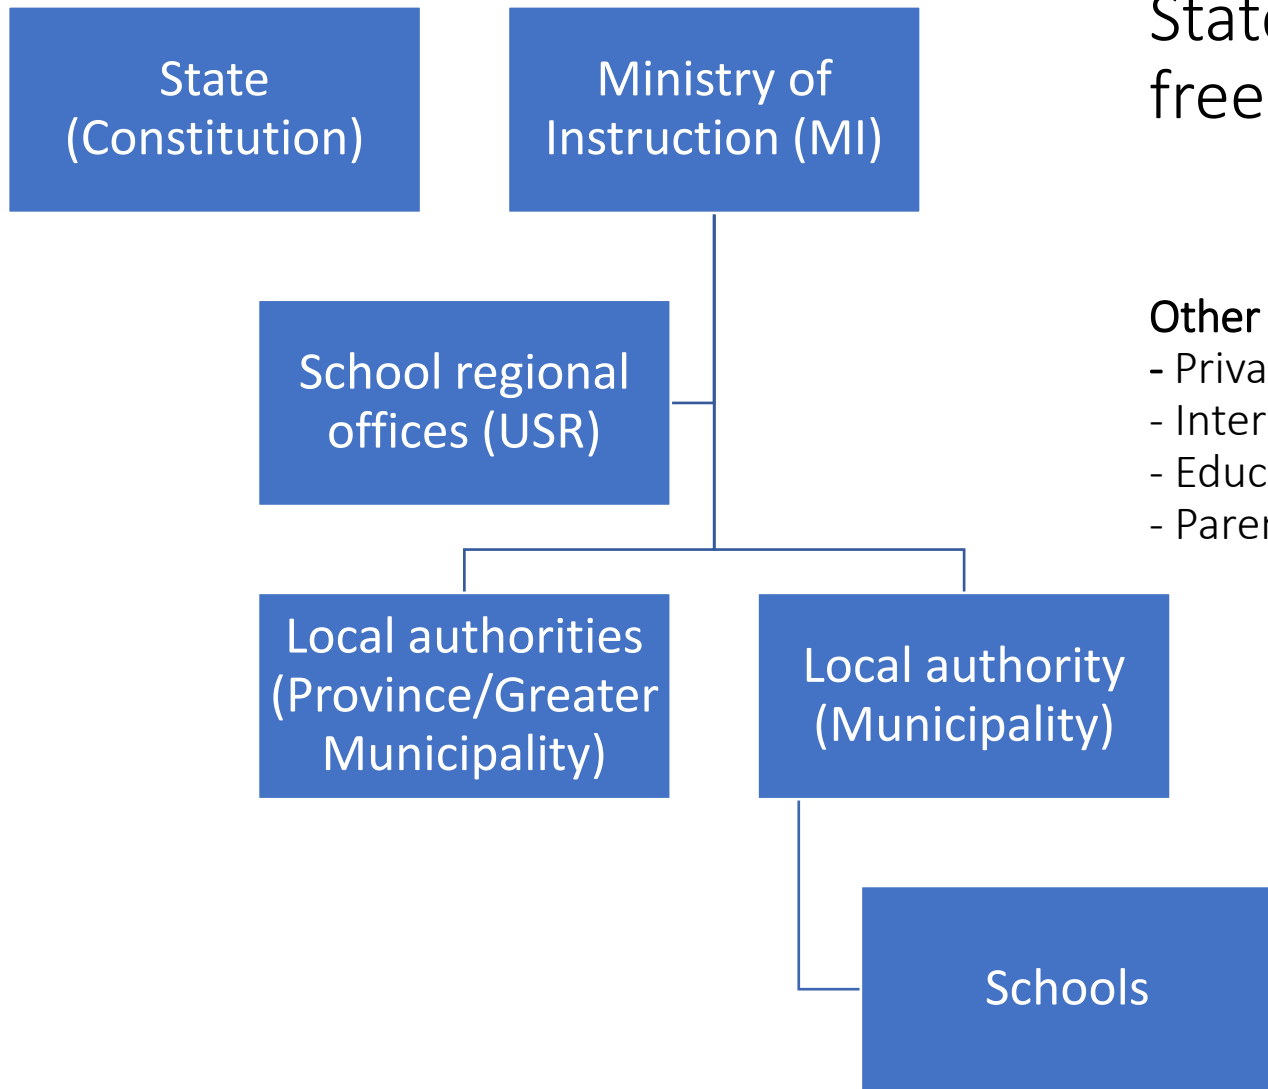 State
(Constitution)
Ministry of
Instruction (MI)
free
School regional
offices (USR)
Other
-
-
-
-
Local authorities
(Province/Greater
Municipality)
Local authority
(Municipality)
Schools